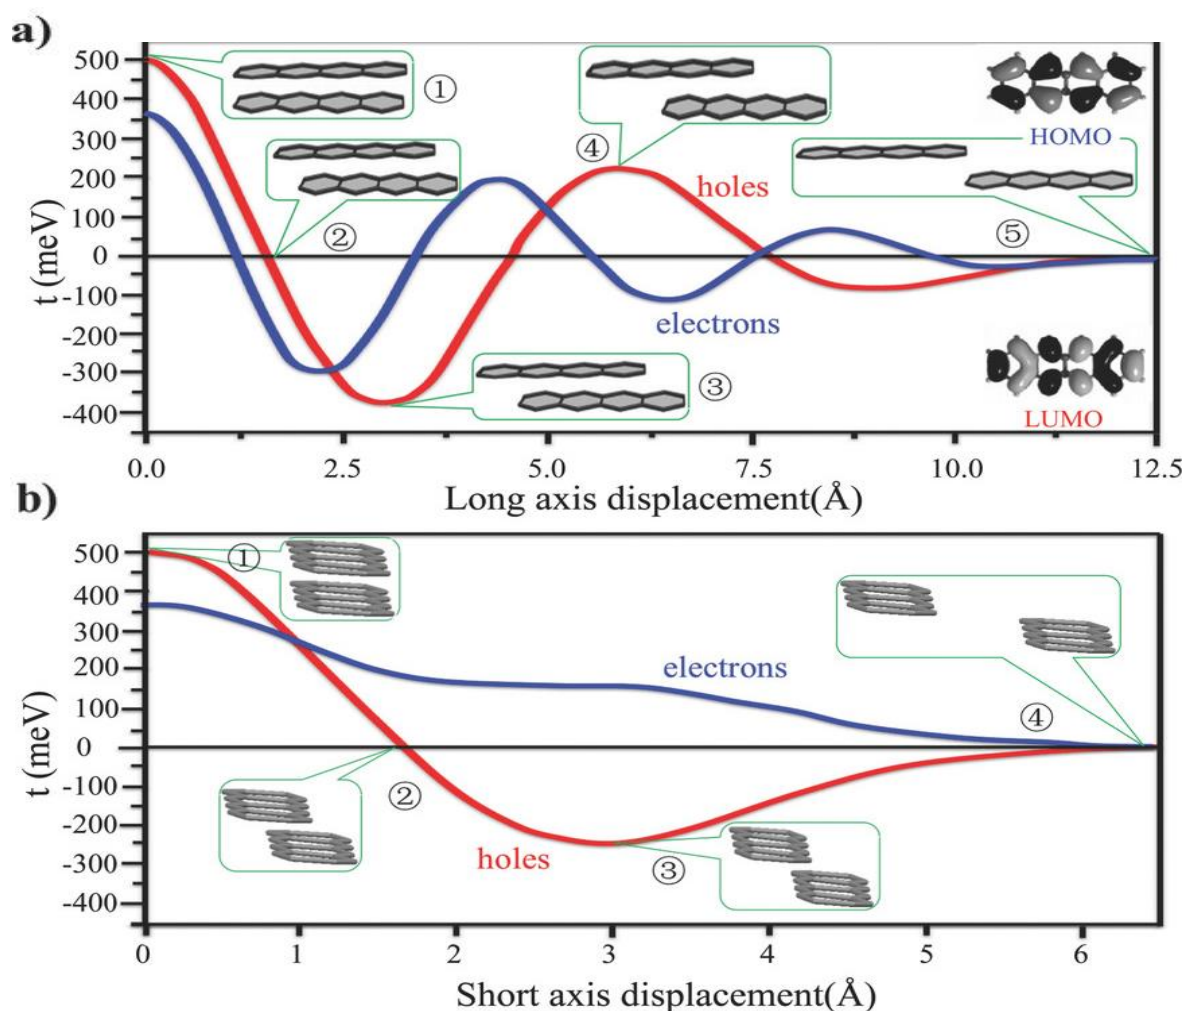 a)
t (meV)
500
400
300
200
100
0
-100
-200
-300
-400
①
②
③
④
⑤
holes
electrons
HOMO
LUMO
0.0 2.5 5.0 7.5 10.0 12.5
Long axis displacement(Å)
b)
t (meV)
500
400
300
200
100
0
-100
-200
-300
-400
①
②
③
④
electrons
holes
0 1 2 3 4 5 6
Short axis displacement(Å)